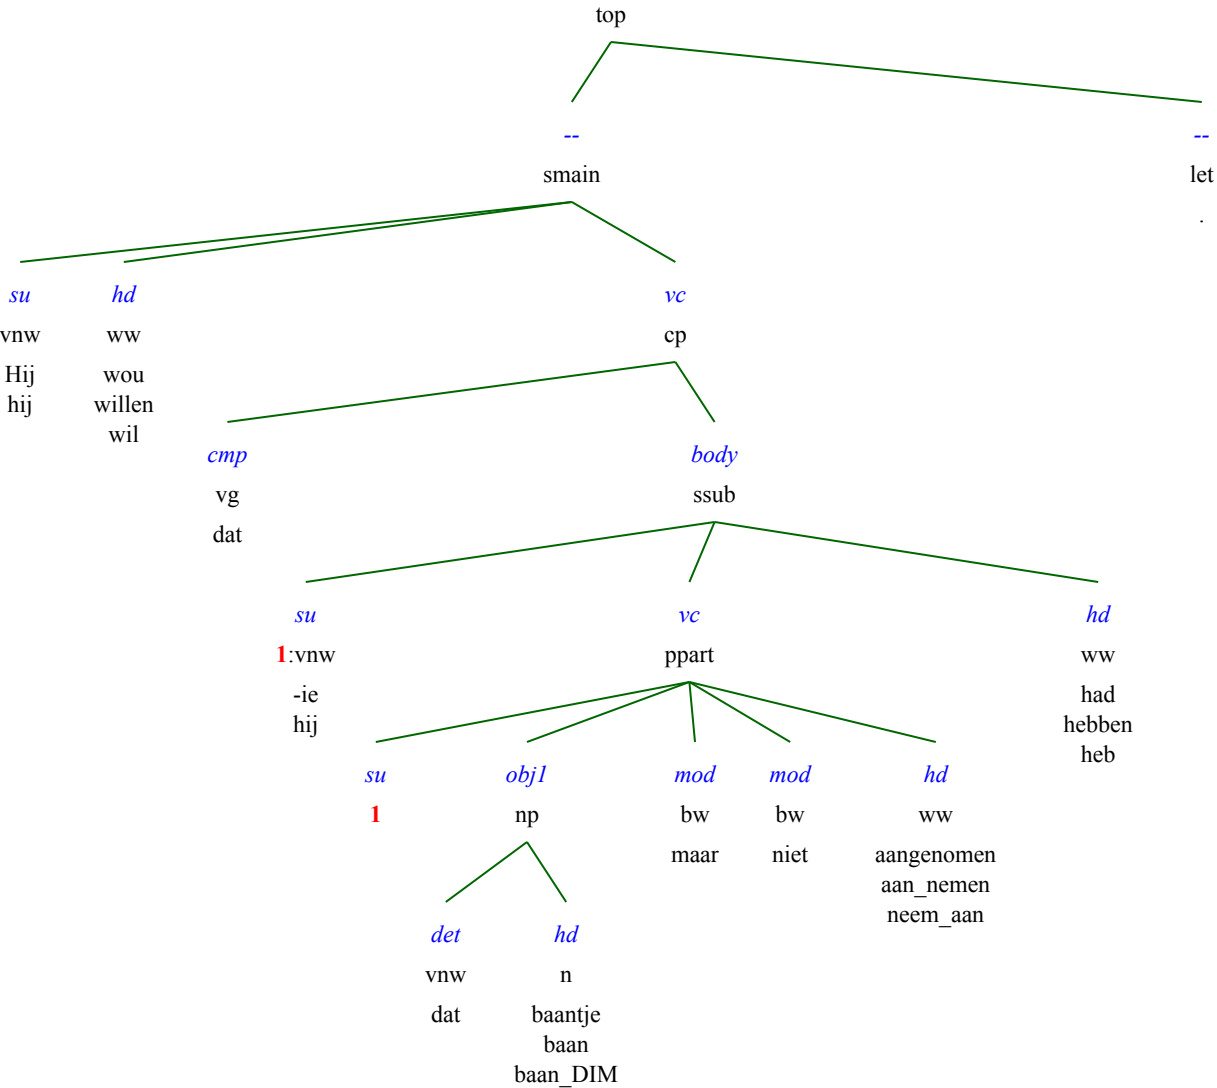 top
-- --
smain let
.
su hd vc
vnw ww cp
Hij wou
hij willen
wil
cmp body
vg ssub
dat
su vc hd
1:vnw ppart ww
-ie had
hij hebben
heb
su obj1 mod mod hd
1 np bw bw ww
maar niet aangenomen
aan_nemen
neem_aan
det hd
vnw n
dat baantje
baan
baan_DIM